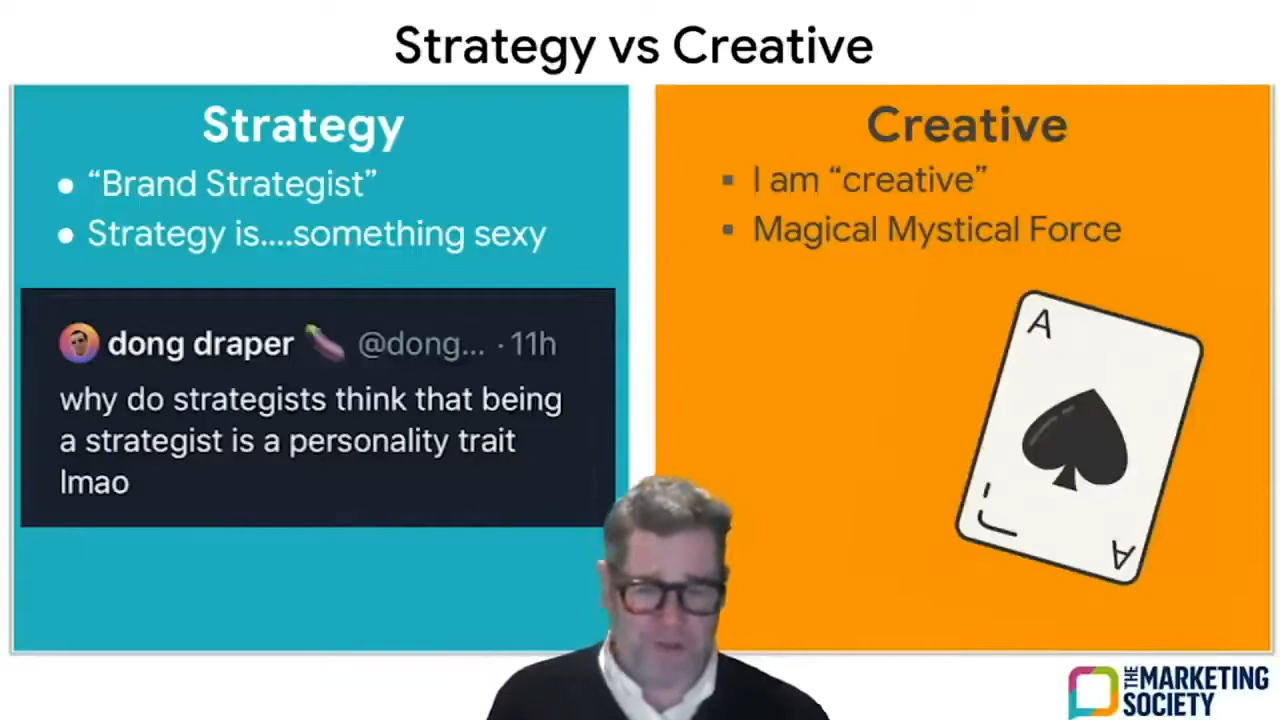 Strategy vs Creative
Strategy
“Brand Strategist”
Strategy is....something sexy
dong draper 🍆 @dong... · 11h
why do strategists think that being
a strategist is a personality trait
lmao
Creative
I am “creative”
Magical Mystical Force
A
A
THE MARKETING
SOCIETY